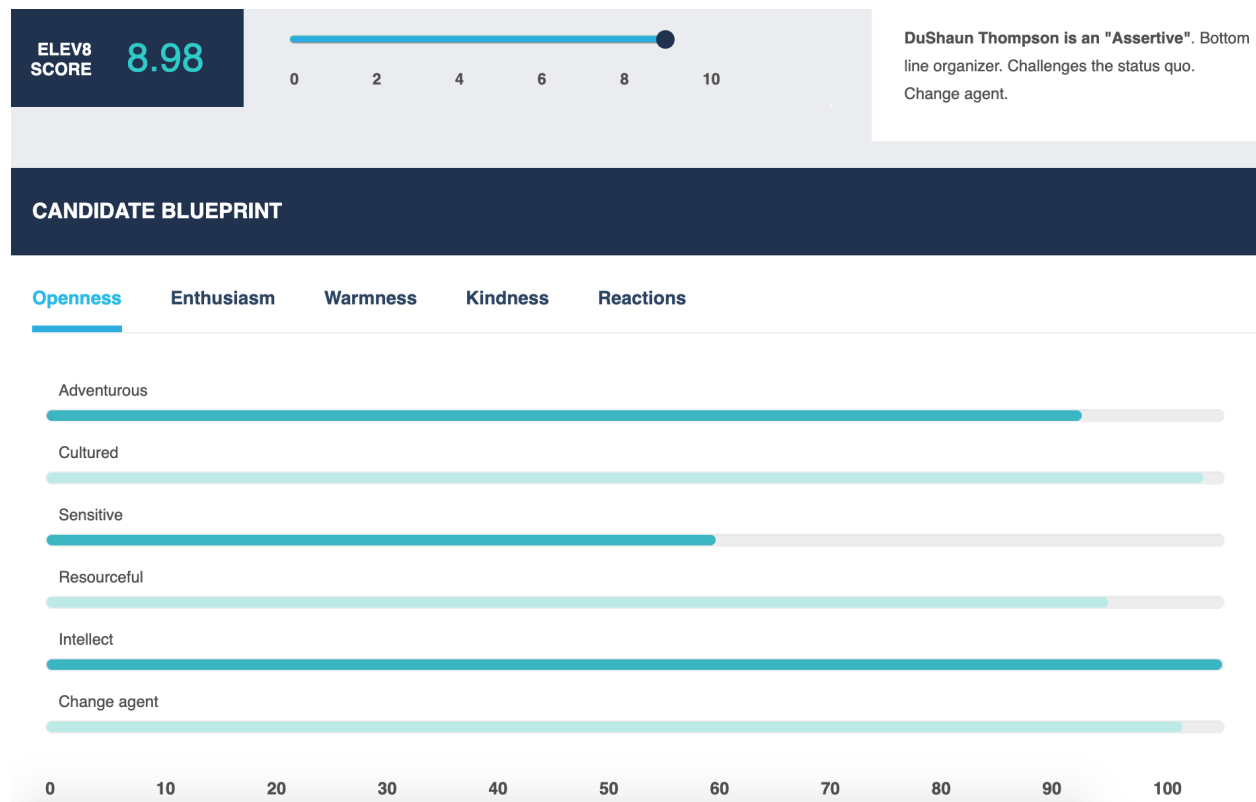 ELEV8
SCORE
8.98
0 2 4 6 8 10
DuShaun Thompson is an "Assertive". Bottom
line organizer. Challenges the status quo.
Change agent.
CANDIDATE BLUEPRINT
Openness Enthusiasm Warmness Kindness Reactions
Adventurous
Cultured
Sensitive
Resourceful
Intellect
Change agent
0 10 20 30 40 50 60 70 80 90 100